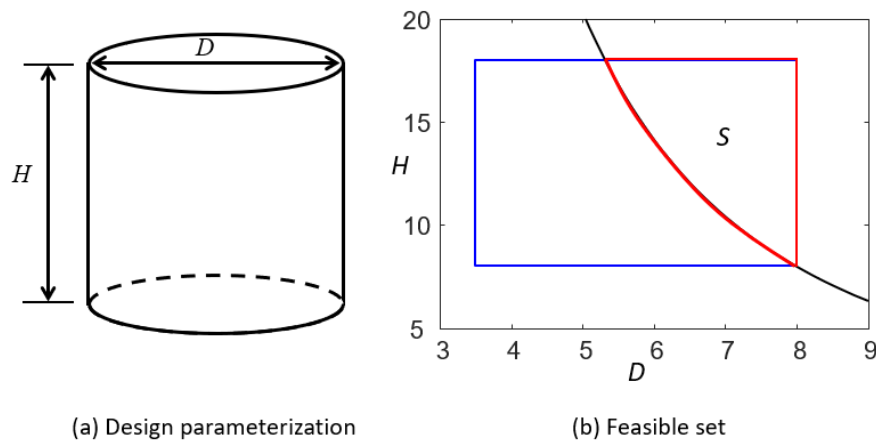 D
H
20
15
10
5
H
S
3 4 5 6 7 8 9
D
(a) Design parameterization
(b) Feasible set